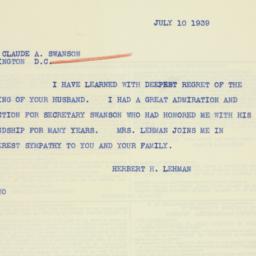 JULY 10 1939
CLAUDE A. SWANSON
INGTON D.C.
I HAVE LEARNED WITH DEEPEST REGRET OF THE
ING OF YOUR HUSBAND. I HAD A GREAT ADMIRATION AND
CTION FOR SECRETARY SWANSON WHO HAD HONORED ME WITH HIS
NDSHIP FOR MANY YEARS. MRS. LEHMAN JOINS ME IN
EREST SYMPATHY TO YOU AND YOUR FAMILY.
HERBERT H. LEHMAN
O